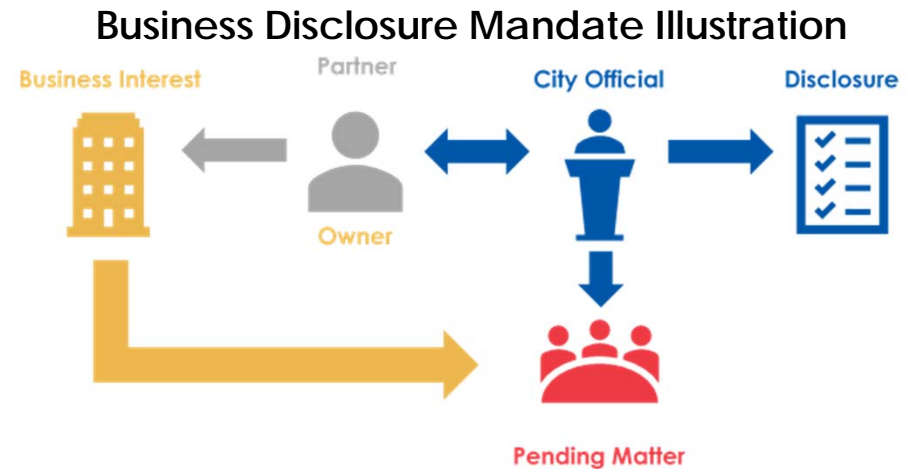 Business Disclosure Mandate Illustration
Business Interest
Partner
City Official
Disclosure
Owner
Pending Matter